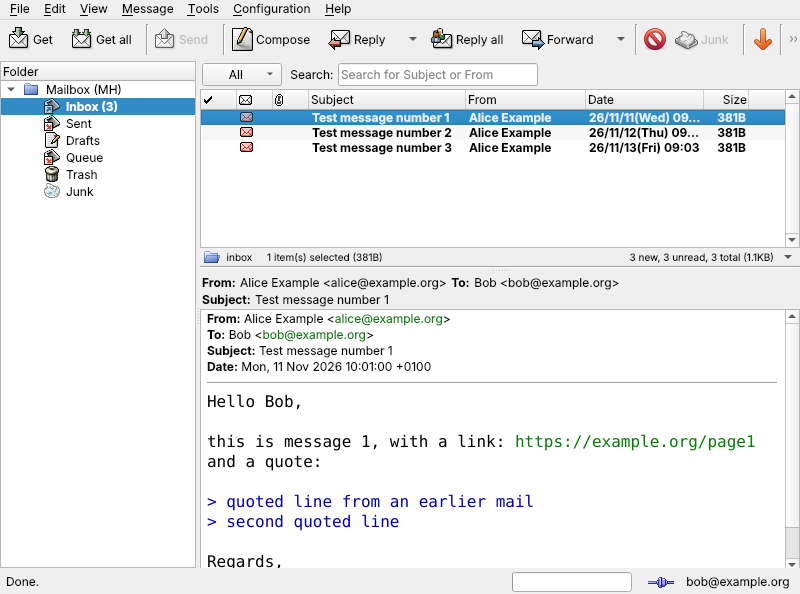 File Edit View Message Tools Configuration Help
Get Get all Send Compose Reply Reply all Forward Junk
Folder
All Search: Search for Subject or From
Mailbox (MH)
Inbox (3)
Sent
Drafts
Queue
Trash
Junk
Subject From Date Size
Test message number 1 Alice Example 26/11/11(Wed) 09... 381B
Test message number 2 Alice Example 26/11/12(Thu) 09... 381B
Test message number 3 Alice Example 26/11/13(Fri) 09:03 381B
inbox 1 item(s) selected (381B) 3 new, 3 unread, 3 total (1.1KB)
From: Alice Example <alice@example.org> To: Bob <bob@example.org>
Subject: Test message number 1
From: Alice Example <alice@example.org>
To: Bob <bob@example.org>
Subject: Test message number 1
Date: Mon, 11 Nov 2026 10:01:00 +0100
Hello Bob,
this is message 1, with a link: https://example.org/page1
and a quote:
> quoted line from an earlier mail
> second quoted line
Regards,
Done. bob@example.org